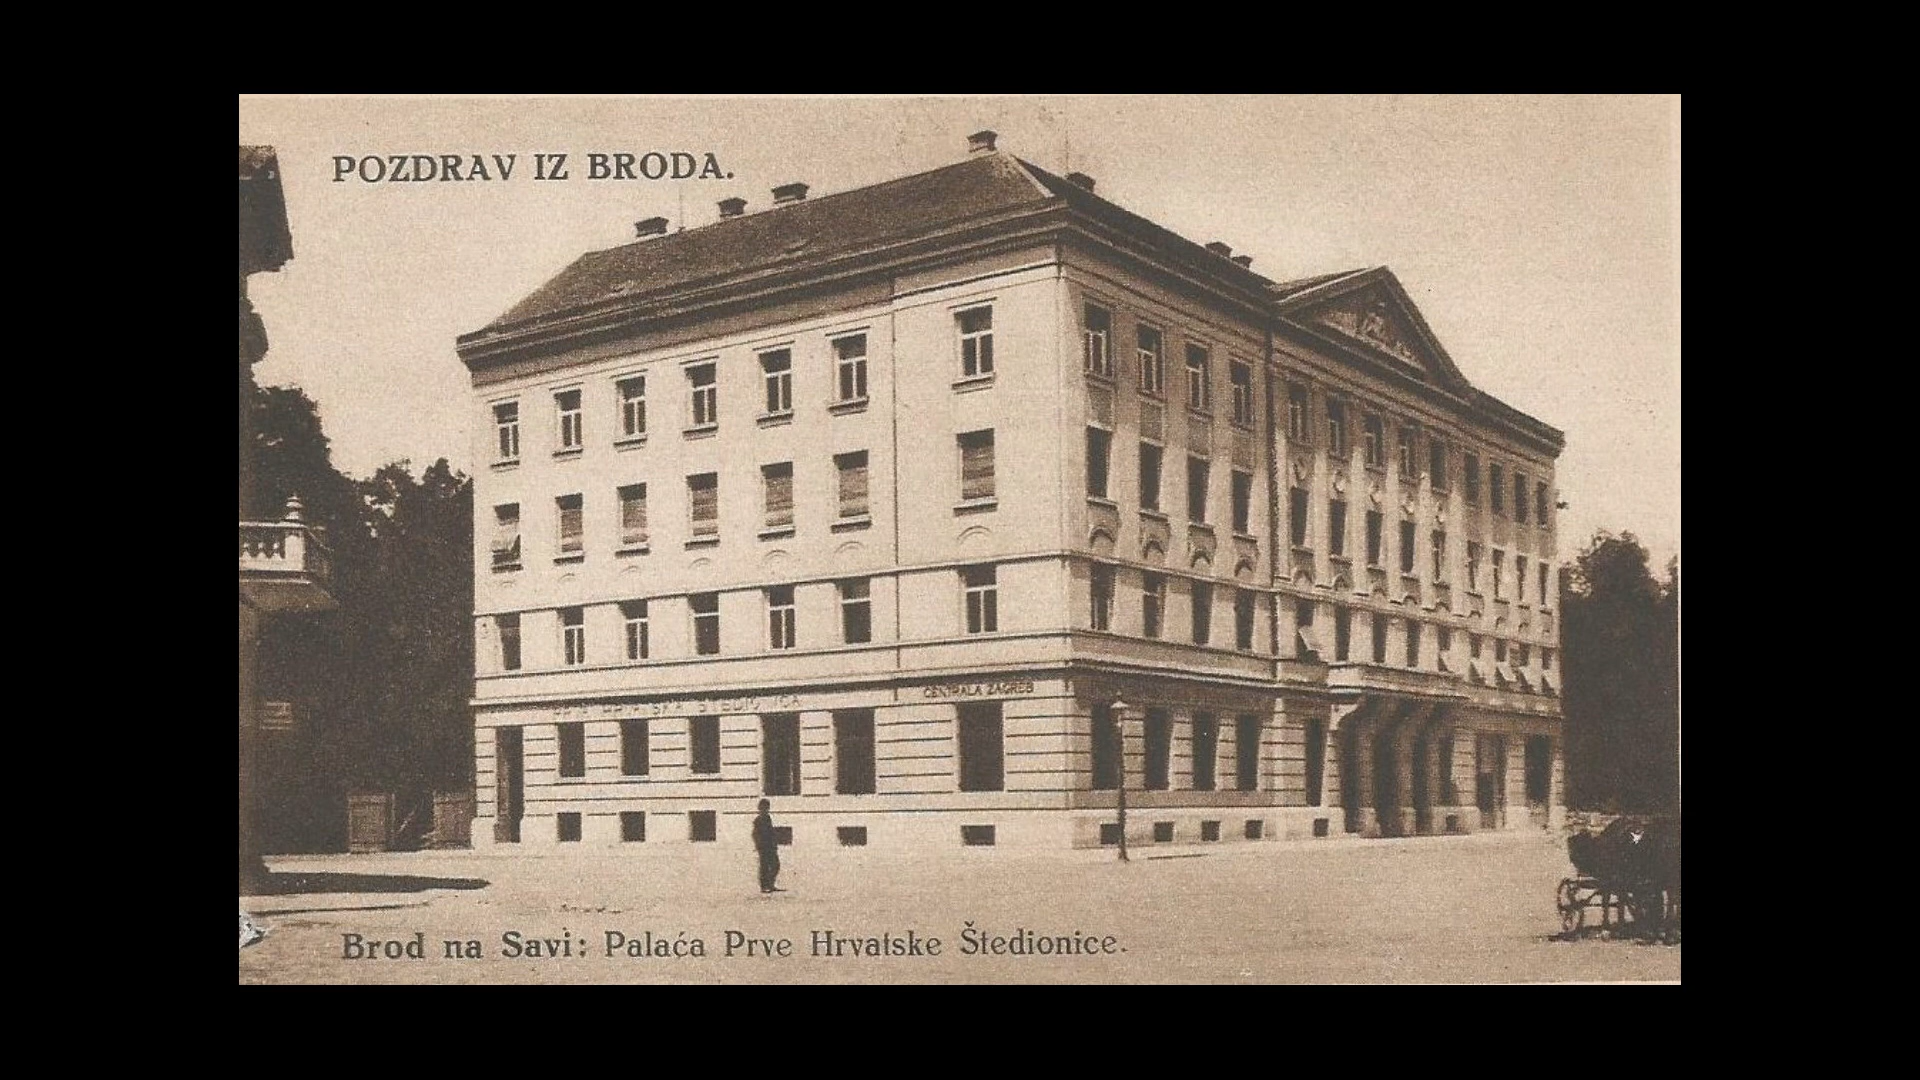 POZDRAV IZ BRODA.
CENTRALA ZAGREB
Brod na Savi: Palaća Prve Hrvatske Štedionice.